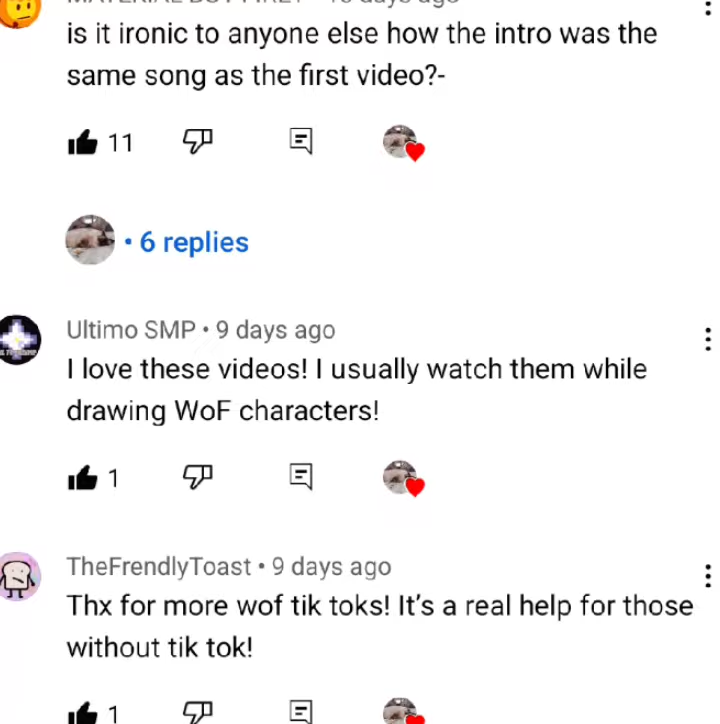 is it ironic to anyone else how the intro was the
same song as the first video?-
11
• 6 replies
Ultimo SMP • 9 days ago
I love these videos! I usually watch them while
drawing WoF characters!
1
TheFrendlyToast • 9 days ago
Thx for more wof tik toks! It's a real help for those
without tik tok!
1